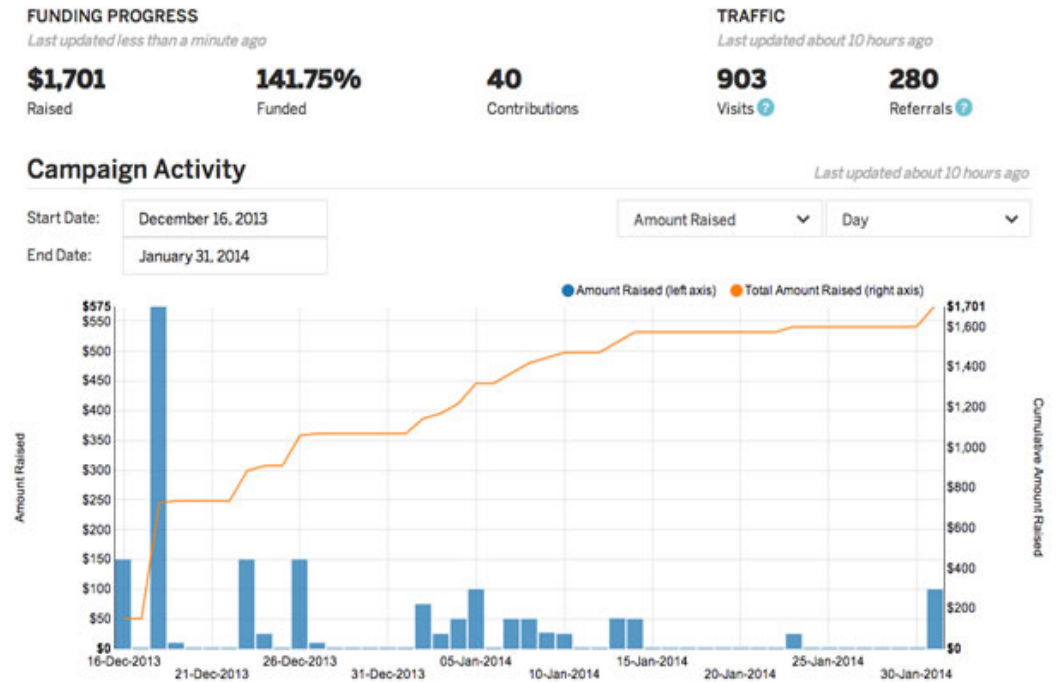 FUNDING PROGRESS
Last updated less than a minute ago
$1,701
Raised
141.75%
Funded
40
Contributions
TRAFFIC
Last updated about 10 hours ago
903
Visits ?
280
Referrals ?
Campaign Activity
Last updated about 10 hours ago
Start Date: December 16, 2013
End Date: January 31, 2014
Amount Raised
Day
Amount Raised (left axis) Total Amount Raised (right axis)
Amount Raised
$575
$550
$500
$450
$400
$350
$300
$250
$200
$150
$100
$50
$0
$1,701
$1,600
$1,400
$1,200
$1,000
$800
$600
$400
$200
$0
Cumulative Amount Raised
16-Dec-2013
21-Dec-2013
26-Dec-2013
31-Dec-2013
05-Jan-2014
10-Jan-2014
15-Jan-2014
20-Jan-2014
25-Jan-2014
30-Jan-2014